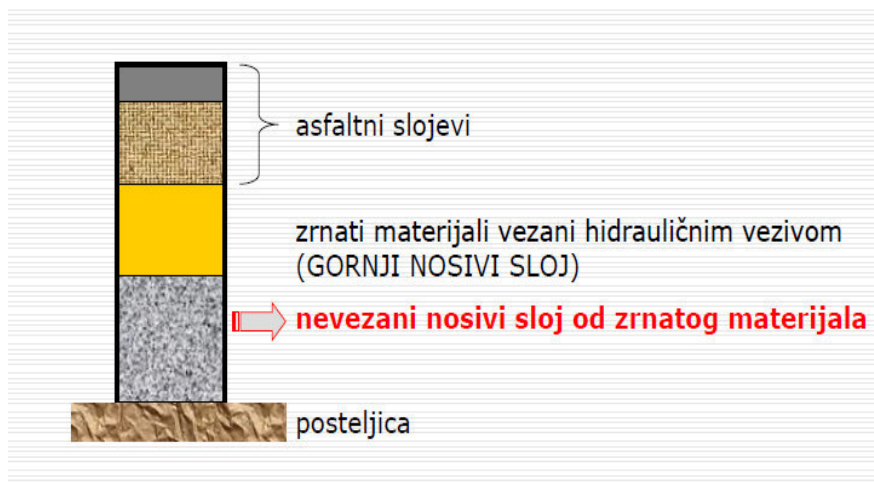 asfaltni slojevi
zrnati materijali vezani hidrauličnim vezivom
(GORNJI NOSIVI SLOJ)
nevezani nosivi sloj od zrnatog materijala
posteljica